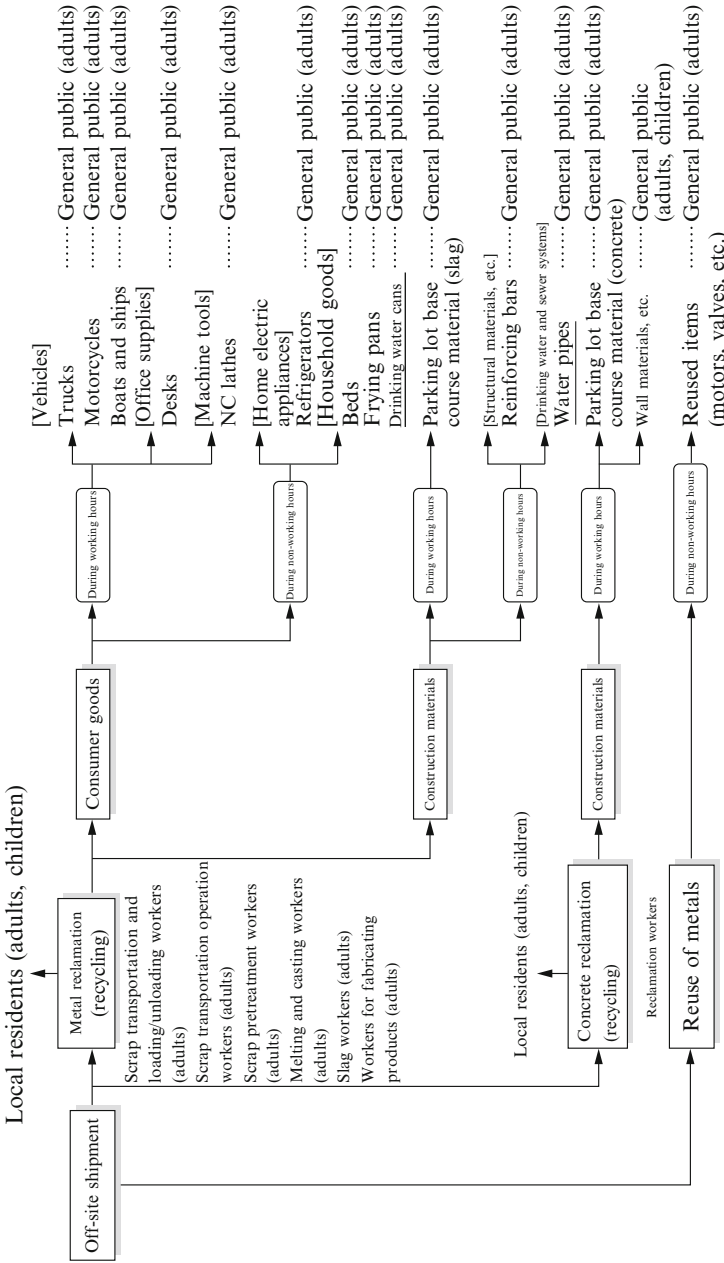 Local residents (adults, children)
Off-site shipment
Metal reclamation
(recycling)
Scrap transportation and
loading/unloading workers
(adults)
Scrap transportation operation
workers (adults)
Scrap pretreatment workers
(adults)
Melting and casting workers
(adults)
Slag workers (adults)
Workers for fabricating
products (adults)
Local residents (adults, children)
Concrete reclamation
(recycling)
Reclamation workers
Reuse of metals
Consumer goods
Construction materials
Construction materials
During working hours
During non-working hours
During working hours
During non-working hours
During working hours
During non-working hours
[Vehicles]
Trucks ........ General public (adults)
Motorcycles ........ General public (adults)
Boats and ships ........ General public (adults)
[Office supplies]
Desks ........ General public (adults)
[Machine tools]
NC lathes ........ General public (adults)
[Home electric
appliances]
Refrigerators ........ General public (adults)
[Household goods]
Beds ........ General public (adults)
Frying pans ........ General public (adults)
Drinking water cans ........ General public (adults)
Parking lot base ........ General public (adults)
course material (slag)
[Structural materials, etc.]
Reinforcing bars ........ General public (adults)
[Drinking water and sewer systems]
Water pipes ........ General public (adults)
Parking lot base ........ General public (adults)
course material (concrete)
Wall materials, etc. ........ General public
(adults, children)
Reused items ........ General public (adults)
(motors, valves, etc.)